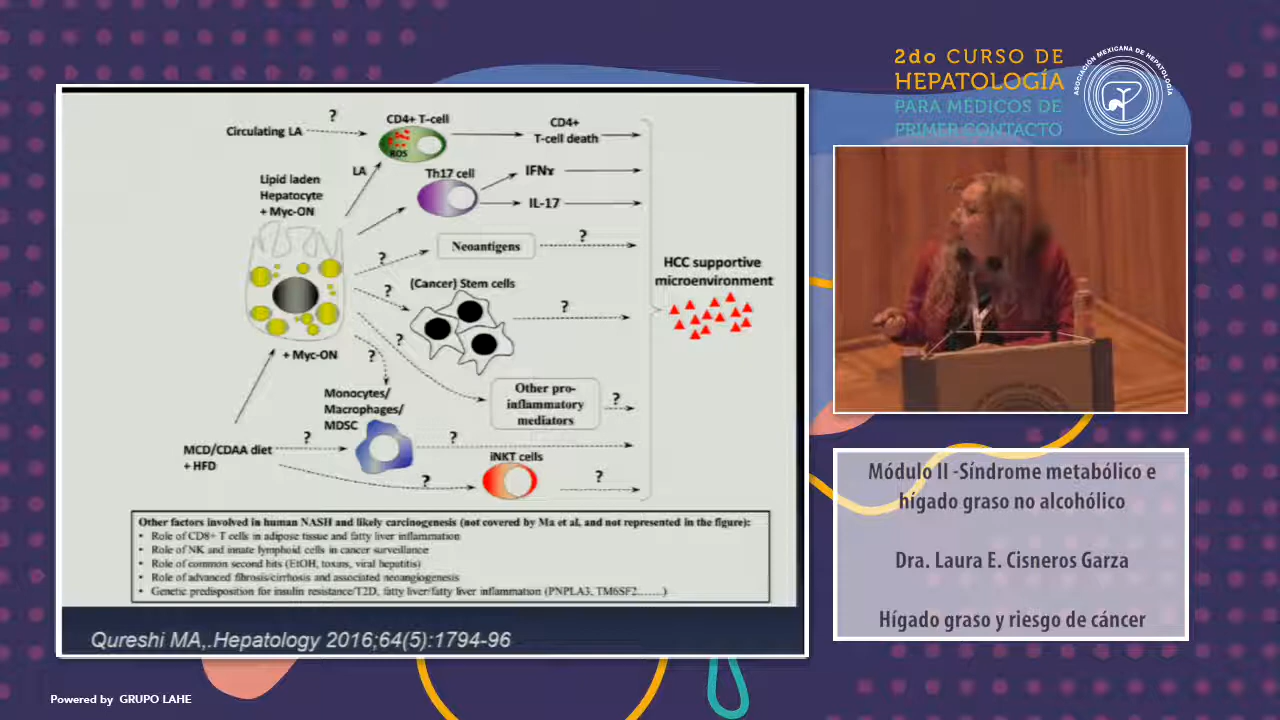 2do CURSO DE
HEPATOLOGÍA
PARA MÉDICOS DE
PRIMER CONTACTO
ASOCIACIÓN MEXICANA DE HEPATOLOGÍA
?
Circulating LA
CD4+ T-cell
ROS
CD4+
T-cell death
LA
Lipid laden
Hepatocyte
+ Myc-ON
Th17 cell
IFNγ
IL-17
?
Neoantigens
?
HCC supportive
microenvironment
?
(Cancer) Stem cells
?
?
+ Myc-ON
?
Monocytes/
Macrophages/
MDSC
Other pro-
inflammatory
mediators
?
MCD/CDAA diet
+ HFD
?
?
iNKT cells
?
?
Other factors involved in human NASH and likely carcinogenesis (not covered by Ma et al, and not represented in the figure):
• Role of CD8+ T cells in adipose tissue and fatty liver inflammation
• Role of NK and innate lymphoid cells in cancer surveillance
• Role of common second hits (EtOH, toxins, viral hepatitis)
• Role of advanced fibrosis/cirrhosis and associated neoangiogenesis
• Genetic predisposition for insulin resistance/T2D, fatty liver/fatty liver inflammation (PNPLA3, TM6SF2.......)
Qureshi MA,.Hepatology 2016;64(5):1794-96
Módulo II -Síndrome metabólico e
hígado graso no alcohólico
Dra. Laura E. Cisneros Garza
Hígado graso y riesgo de cáncer
Powered by GRUPO LAHE